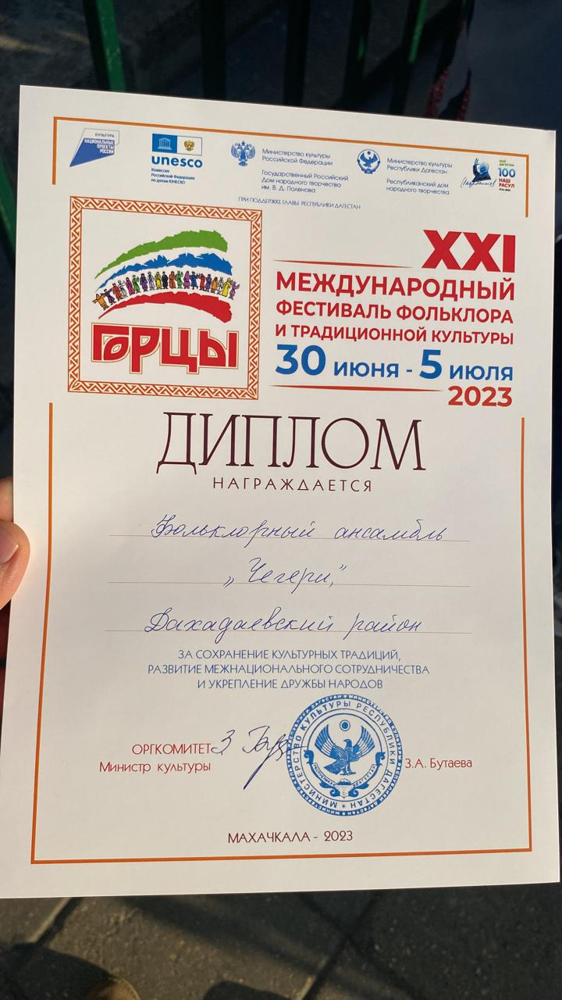 КУЛЬТУРА
НАЦИОНАЛЬНЫЕ
ПРОЕКТЫ
РОССИИ
unesco
Комиссия
Российской Федерации
по делам ЮНЕСКО
Министерство культуры
Российской Федерации
Государственный Российский
Дом народного творчества
им. В. Д. Поленова
Министерство культуры
Республики Дагестан
Республиканский дом
народного творчества
МОЙ
ДАГЕСТАН
100
НАШ
РАСУЛ
ПРИ ПОДДЕРЖКЕ ГЛАВЫ РЕСПУБЛИКИ ДАГЕСТАН
ГОРЦЫ
XXI
МЕЖДУНАРОДНЫЙ
ФЕСТИВАЛЬ ФОЛЬКЛОРА
И ТРАДИЦИОННОЙ КУЛЬТУРЫ
30 ИЮНЯ - 5 ИЮЛЯ
2023
ДИПЛОМ
НАГРАЖДАЕТСЯ
Фольклорный ансамбль
„Чегери"
Дахадаевский район
ЗА СОХРАНЕНИЕ КУЛЬТУРНЫХ ТРАДИЦИЙ,
РАЗВИТИЕ МЕЖНАЦИОНАЛЬНОГО СОТРУДНИЧЕСТВА
И УКРЕПЛЕНИЕ ДРУЖБЫ НАРОДОВ
ОРГКОМИТЕТ
Министр культуры
З.А. Бутаева
МИНИСТЕРСТВО КУЛЬТУРЫ РЕСПУБЛИКИ ДАГЕСТАН
МАХАЧКАЛА - 2023